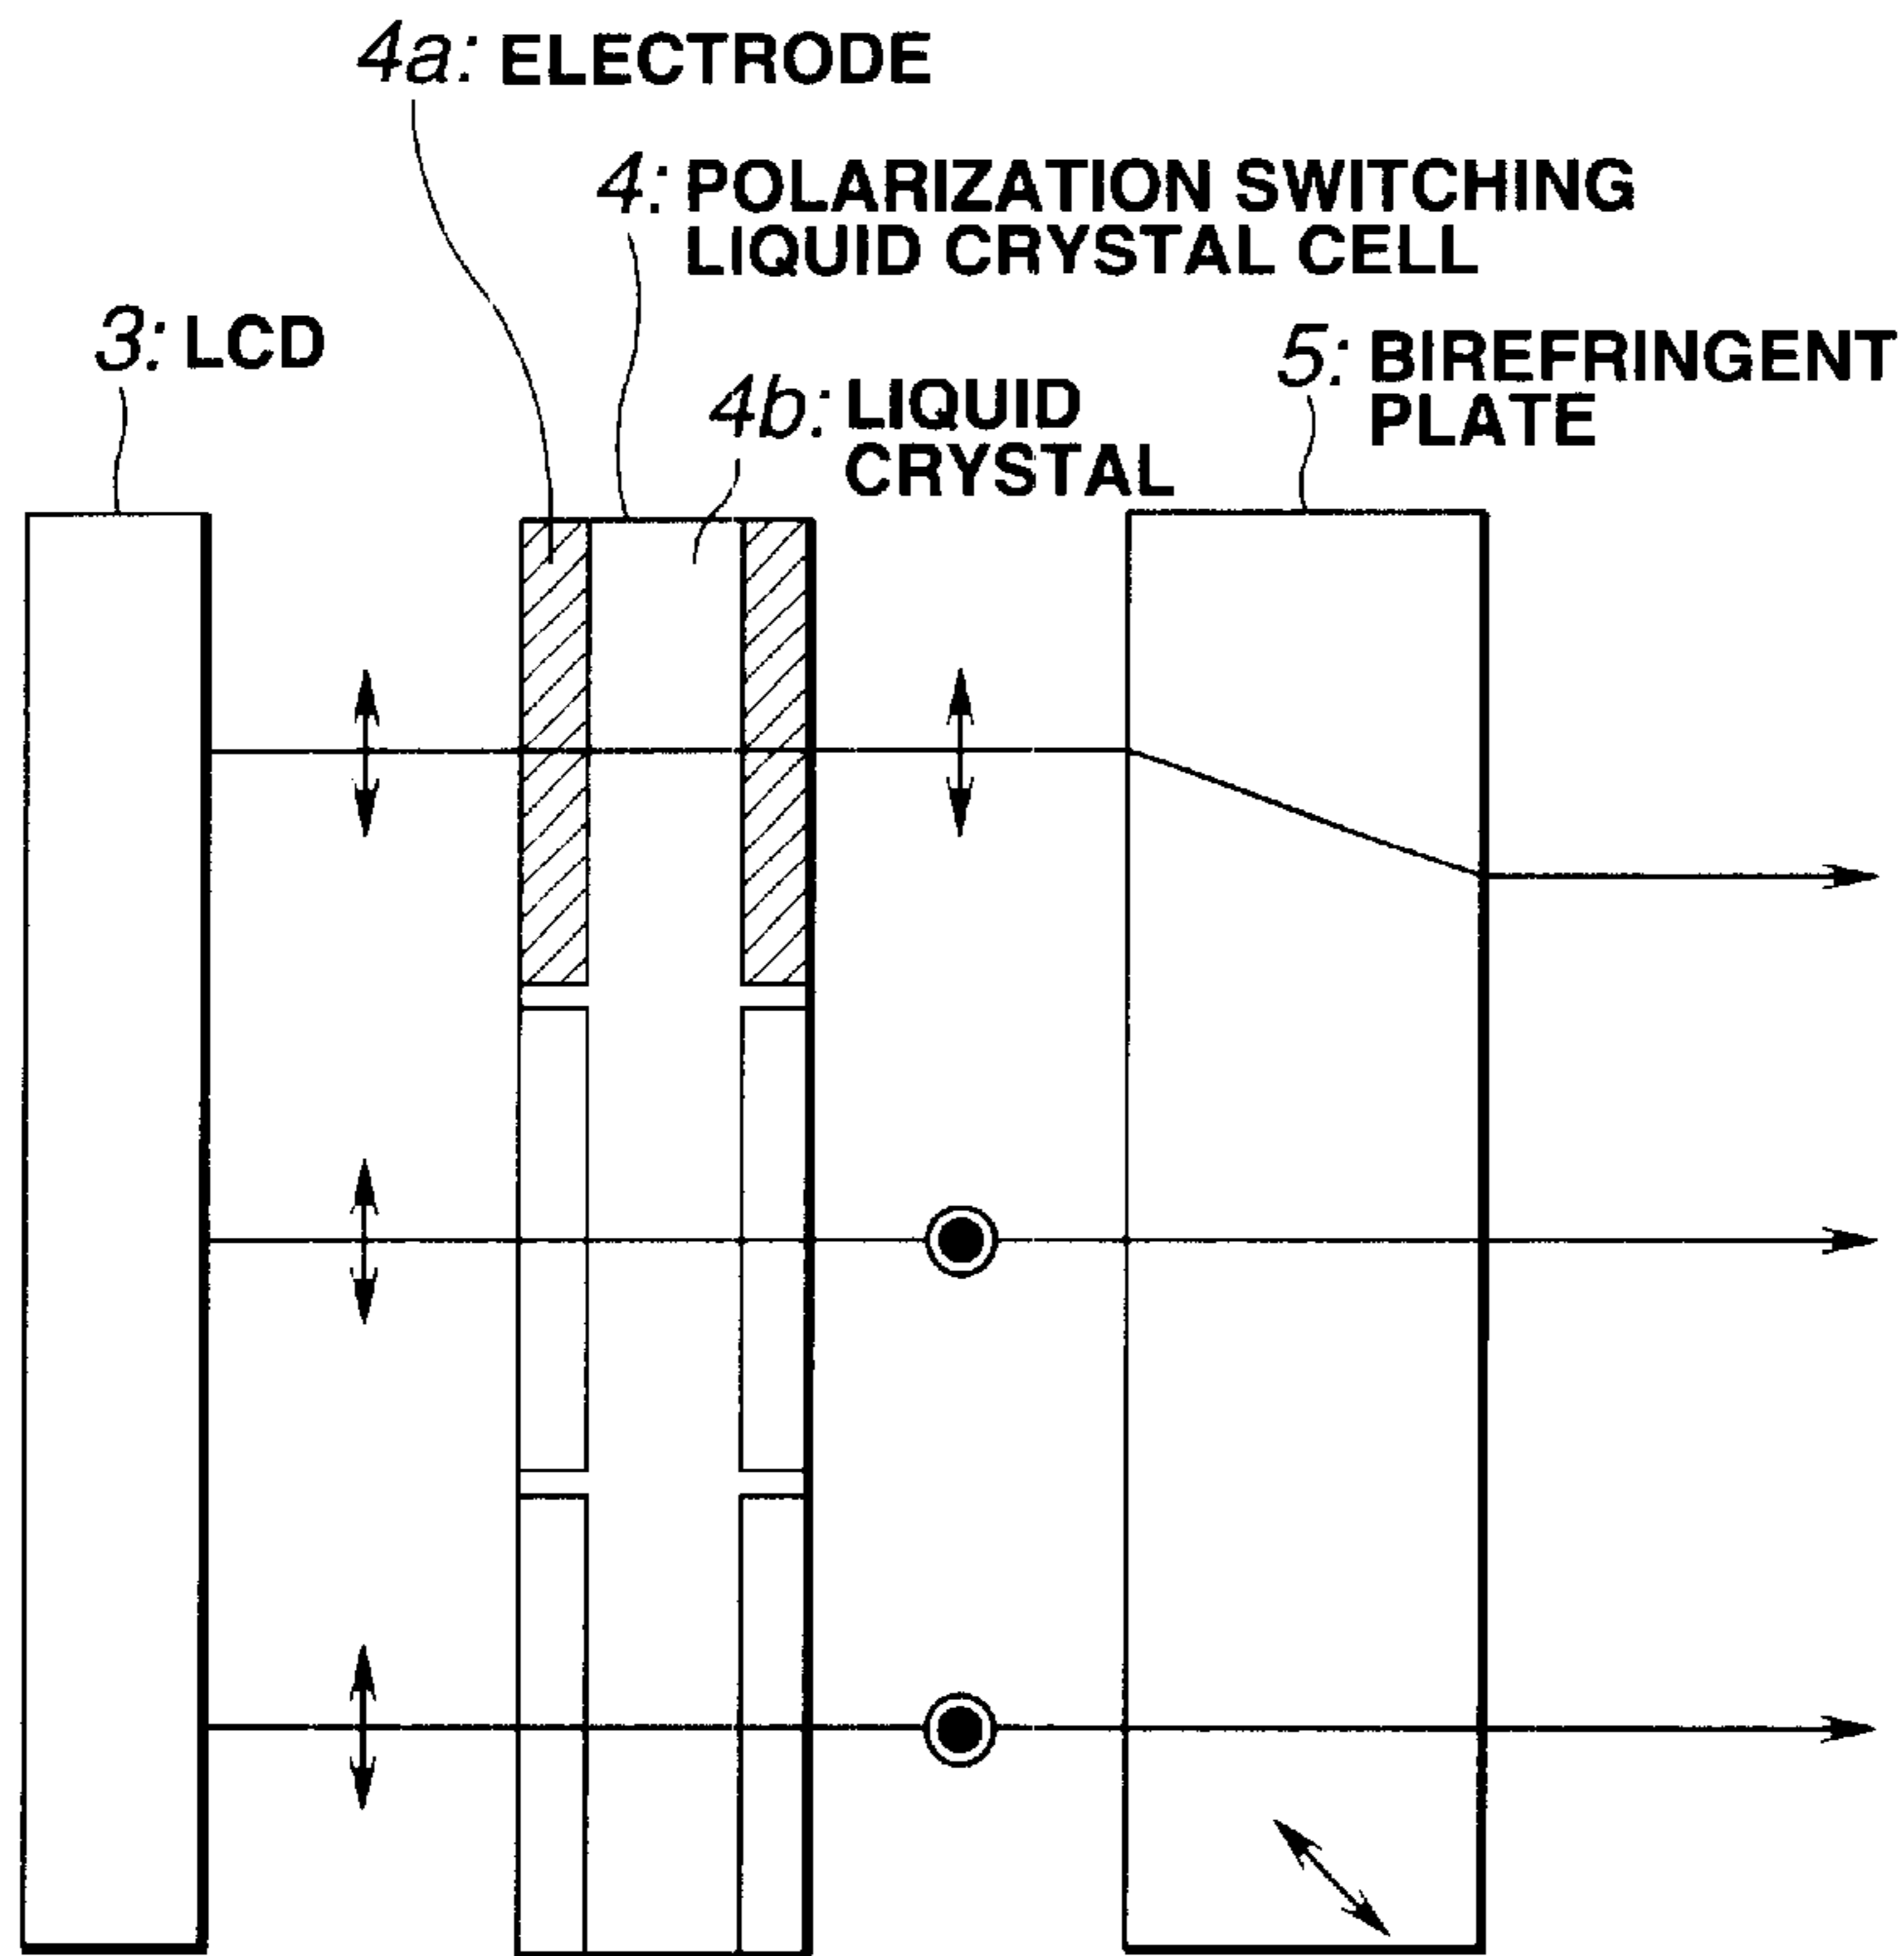 4a: ELECTRODE
4: POLARIZATION SWITCHING
LIQUID CRYSTAL CELL
3: LCD
5: BIREFRINGENT
PLATE
4b: LIQUID
CRYSTAL